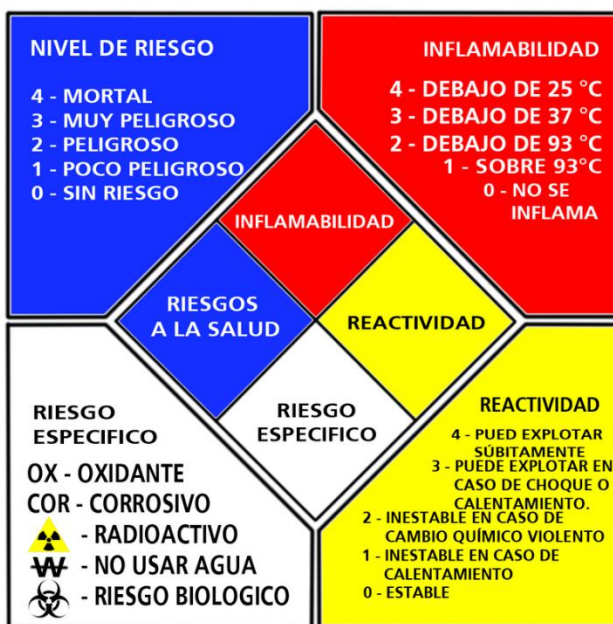 NIVEL DE RIESGO
4 - MORTAL
3 - MUY PELIGROSO
2 - PELIGROSO
1 - POCO PELIGROSO
0 - SIN RIESGO
INFLAMABILIDAD
4 - DEBAJO DE 25 °C
3 - DEBAJO DE 37 °C
2 - DEBAJO DE 93 °C
1 - SOBRE 93°C
0 - NO SE
INFLAMA
INFLAMABILIDAD
RIESGOS
A LA SALUD
REACTIVIDAD
RIESGO
ESPECIFICO
RIESGO
ESPECIFICO
OX - OXIDANTE
COR - CORROSIVO
- RADIOACTIVO
W - NO USAR AGUA
- RIESGO BIOLOGICO
REACTIVIDAD
4 - PUED EXPLOTAR
SÚBITAMENTE
3 - PUEDE EXPLOTAR EN
CASO DE CHOQUE O
CALENTAMIENTO.
2 - INESTABLE EN CASO DE
CAMBIO QUÍMICO VIOLENTO
1 - INESTABLE EN CASO DE
CALENTAMIENTO
0 - ESTABLE